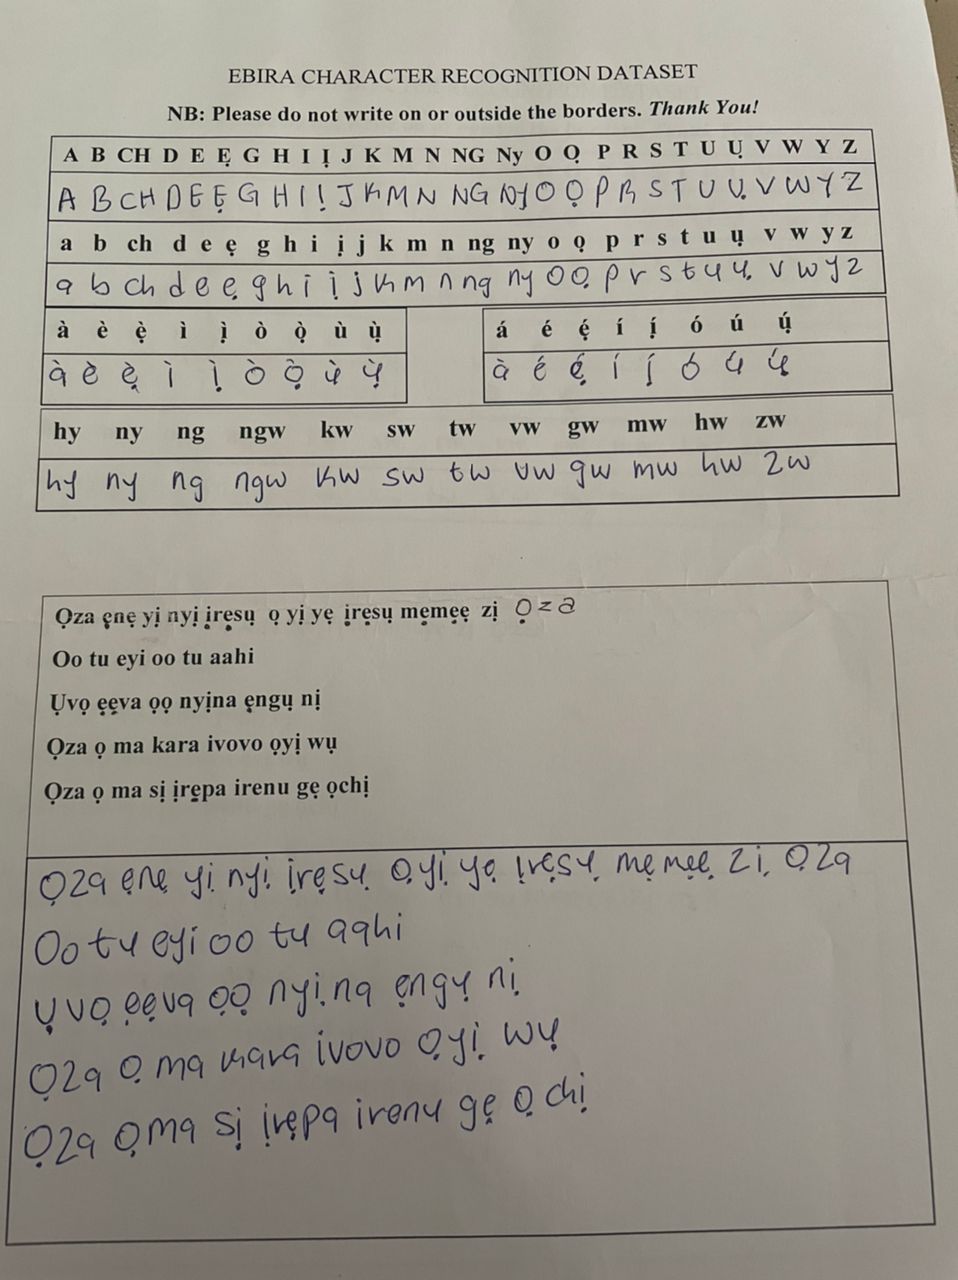 EBIRA CHARACTER RECOGNITION DATASET
NB: Please do not write on or outside the borders. Thank You!
A B CH D E Ẹ G H I Ị J K M N NG Ny O Ọ P R S T U Ụ V W Y Z
A B CH D E Ẹ G H I Ị J K M N NG Ny O Ọ P R S T U Ụ V W Y Z
a b ch d e ẹ g h i ị j k m n ng ny o ọ p r s t u ụ v w y z
a b ch d e ẹ g h i ị j k m n ng ny o ọ p r s t u ụ v w y z
à è ẹ̀ ì ị̀ ò ọ̀ ù ụ̀ á é ẹ́ í ị́ ó ú ụ́
à è ẹ̀ ì ị̀ ò ọ̀ ù ụ̀ à é ẹ́ í ị́ ó ú ụ́
hy ny ng ngw kw sw tw vw gw mw hw zw
hy ny ng ngw kw sw tw vw gw mw hw zw
Ọza ẹnẹ yị nyị ịrẹsụ ọ yị yẹ ịrẹsụ mẹmẹẹ zị Ọza
Oo tu eyi oo tu aahi
Ụvọ ẹẹva ọọ nyịna ẹngụ nị
Ọza ọ ma kara ivovo ọyị wụ
Ọza ọ ma sị ịrẹpa irenu gẹ ọchị
Ọza ẹnẹ yị nyị ịrẹsụ ọyị yẹ ịrẹsụ mẹmẹẹ zị Ọza
Oo tu eyi oo tu aahi
Ụvọ ẹẹva ọọ nyịna ẹngụ nị
Ọza ọ ma kara ivovo ọyị wụ
Ọza ọ ma sị ịrẹpa irenu gẹ ọchị